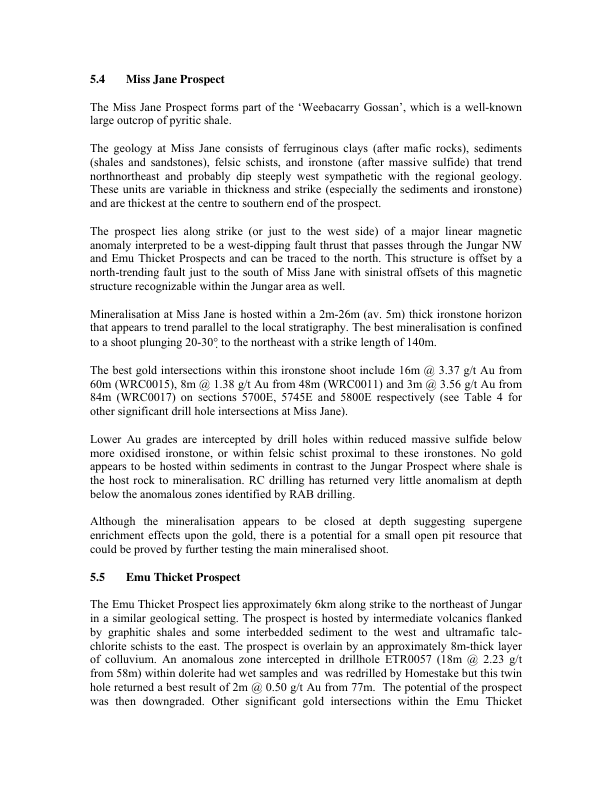 5.4 Miss Jane Prospect
The Miss Jane Prospect forms part of the ‘Weebacarry Gossan’, which is a well-known
large outcrop of pyritic shale.
The geology at Miss Jane consists of ferruginous clays (after mafic rocks), sediments
(shales and sandstones), felsic schists, and ironstone (after massive sulfide) that trend
northnortheast and probably dip steeply west sympathetic with the regional geology.
These units are variable in thickness and strike (especially the sediments and ironstone)
and are thickest at the centre to southern end of the prospect.
The prospect lies along strike (or just to the west side) of a major linear magnetic
anomaly interpreted to be a west-dipping fault thrust that passes through the Jungar NW
and Emu Thicket Prospects and can be traced to the north. This structure is offset by a
north-trending fault just to the south of Miss Jane with sinistral offsets of this magnetic
structure recognizable within the Jungar area as well.
Mineralisation at Miss Jane is hosted within a 2m-26m (av. 5m) thick ironstone horizon
that appears to trend parallel to the local stratigraphy. The best mineralisation is confined
to a shoot plunging 20-30° to the northeast with a strike length of 140m.
The best gold intersections within this ironstone shoot include 16m @ 3.37 g/t Au from
60m (WRC0015), 8m @ 1.38 g/t Au from 48m (WRC0011) and 3m @ 3.56 g/t Au from
84m (WRC0017) on sections 5700E, 5745E and 5800E respectively (see Table 4 for
other significant drill hole intersections at Miss Jane).
Lower Au grades are intercepted by drill holes within reduced massive sulfide below
more oxidised ironstone, or within felsic schist proximal to these ironstones. No gold
appears to be hosted within sediments in contrast to the Jungar Prospect where shale is
the host rock to mineralisation. RC drilling has returned very little anomalism at depth
below the anomalous zones identified by RAB drilling.
Although the mineralisation appears to be closed at depth suggesting supergene
enrichment effects upon the gold, there is a potential for a small open pit resource that
could be proved by further testing the main mineralised shoot.
5.5 Emu Thicket Prospect
The Emu Thicket Prospect lies approximately 6km along strike to the northeast of Jungar
in a similar geological setting. The prospect is hosted by intermediate volcanics flanked
by graphitic shales and some interbedded sediment to the west and ultramafic talc-
chlorite schists to the east. The prospect is overlain by an approximately 8m-thick layer
of colluvium. An anomalous zone intercepted in drillhole ETR0057 (18m @ 2.23 g/t
from 58m) within dolerite had wet samples and was redrilled by Homestake but this twin
hole returned a best result of 2m @ 0.50 g/t Au from 77m. The potential of the prospect
was then downgraded. Other significant gold intersections within the Emu Thicket